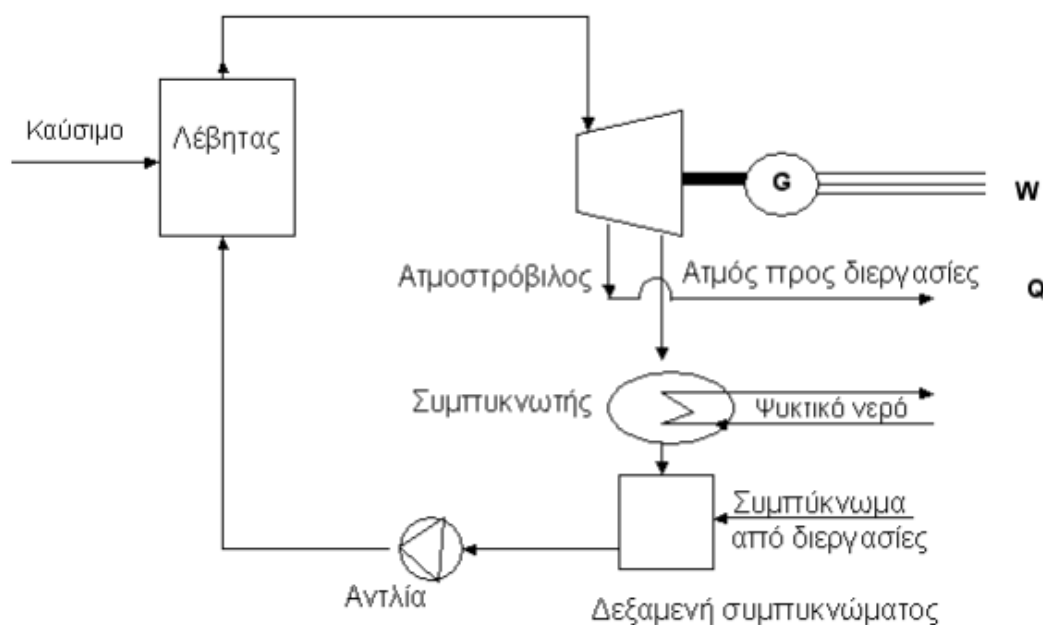 Καύσιμο
Λέβητας
G
W
Ατμοστρόβιλος
Ατμός προς διεργασίες
Q
Συμπυκνωτής
Ψυκτικό νερό
Συμπύκνωμα
από διεργασίες
Αντλία
Δεξαμενή συμπυκνώματος